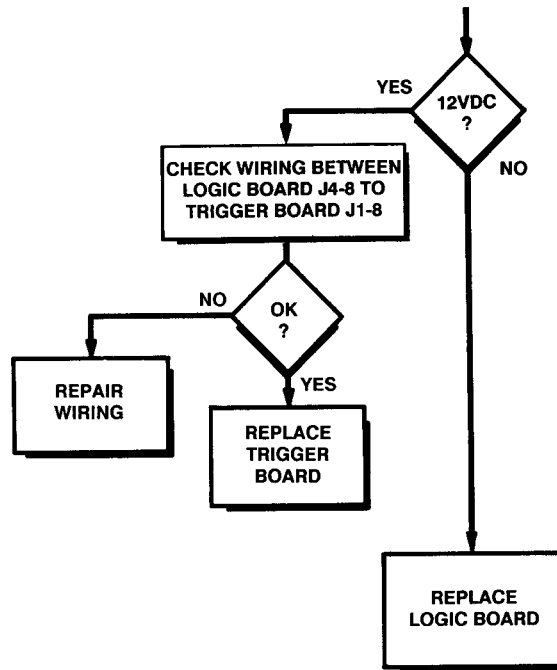 12VDC
?
YES
NO
CHECK WIRING BETWEEN
LOGIC BOARD J4-8 TO
TRIGGER BOARD J1-8
OK
?
NO
YES
REPAIR
WIRING
REPLACE
TRIGGER
BOARD
REPLACE
LOGIC BOARD